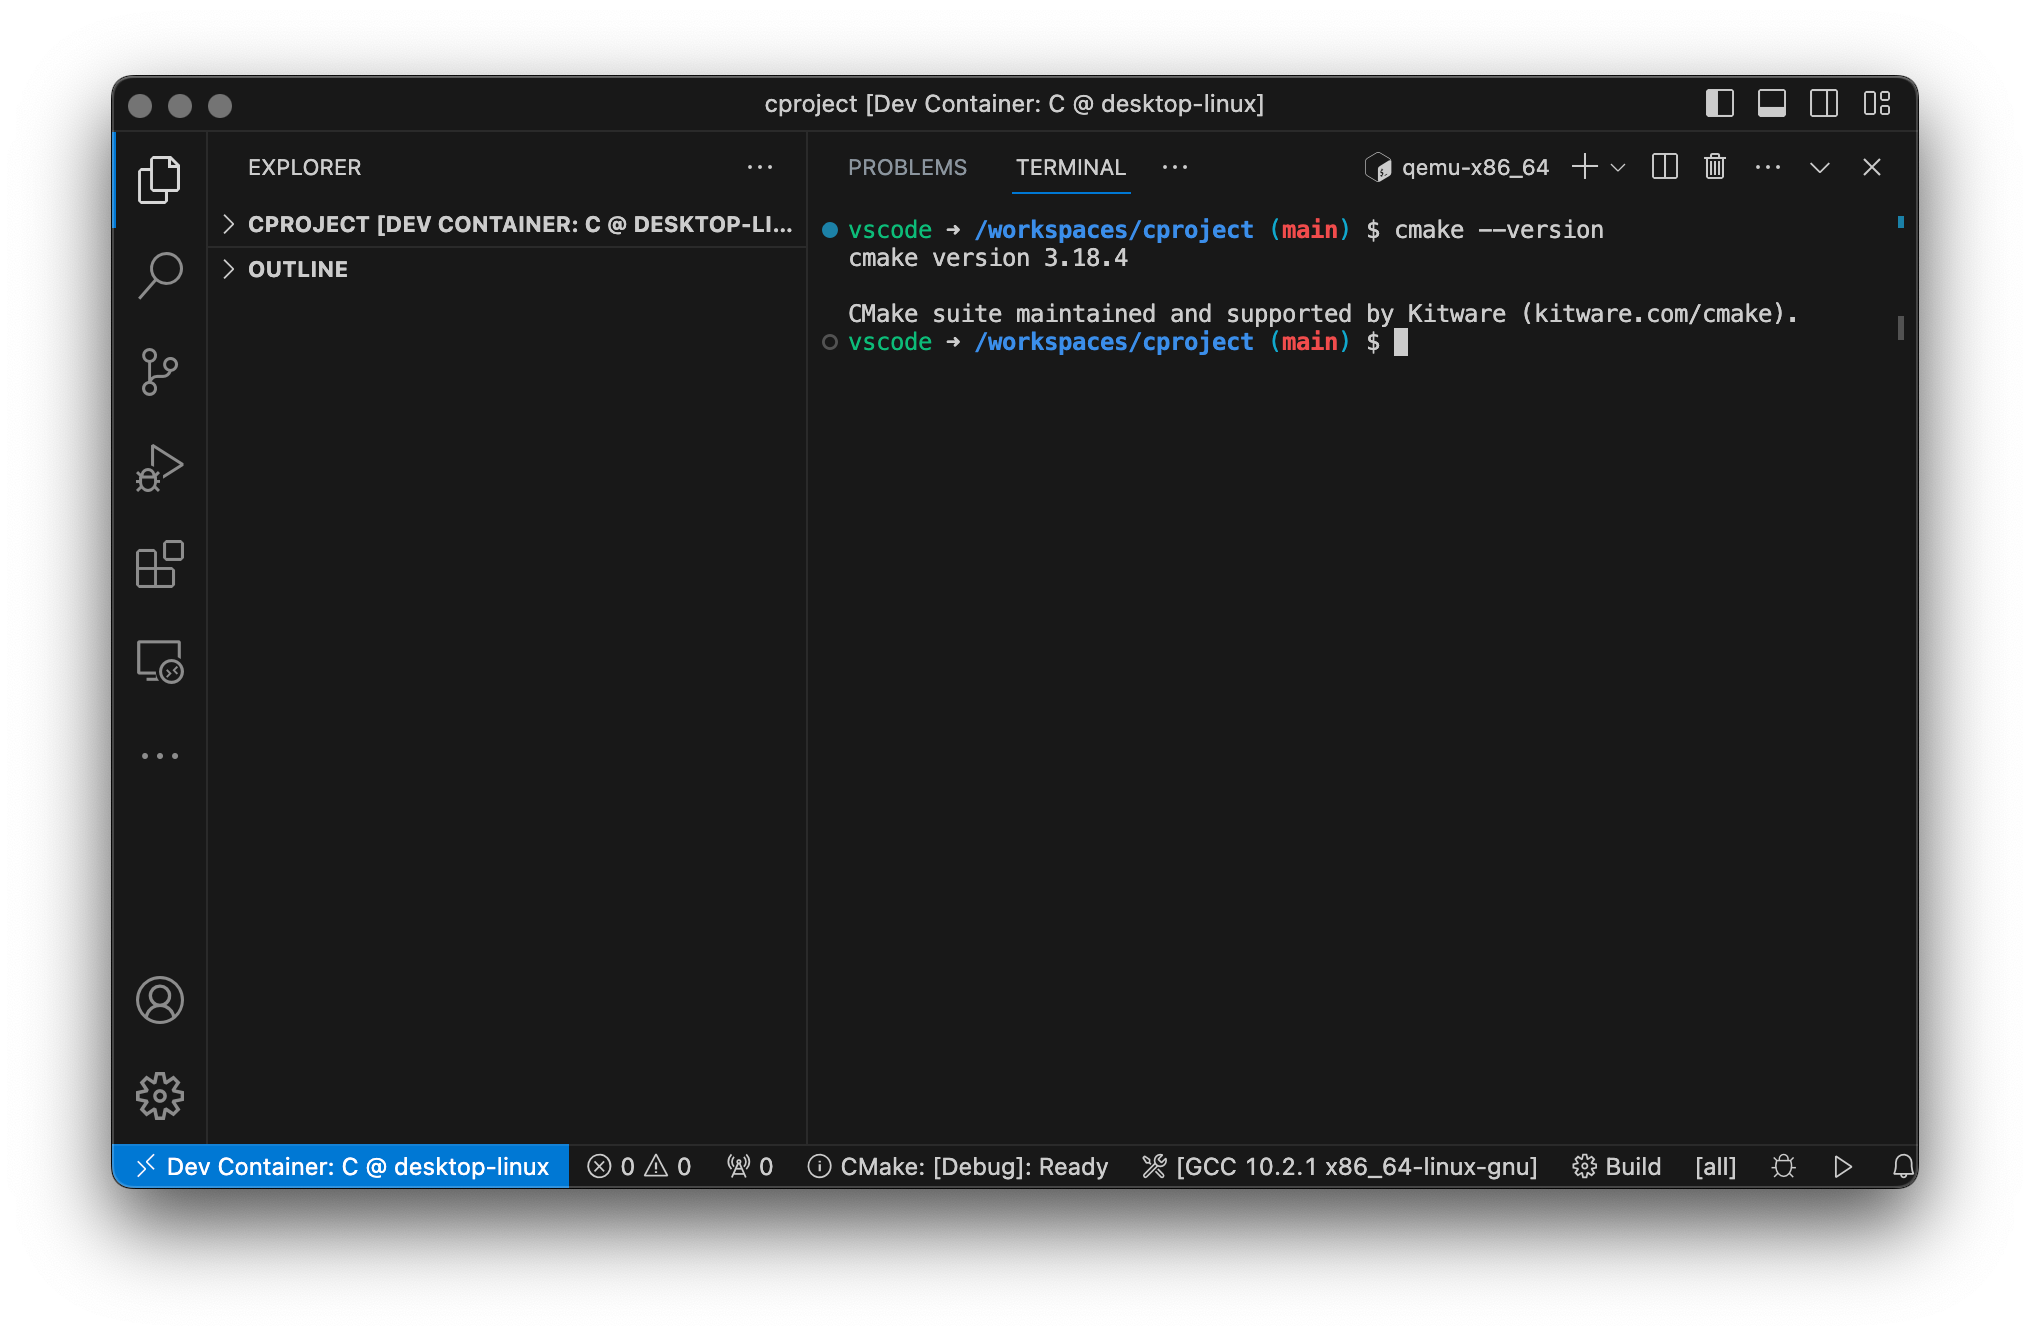 cproject [Dev Container: C @ desktop-linux]
EXPLORER
CPROJECT [DEV CONTAINER: C @ DESKTOP-LI...
OUTLINE
PROBLEMS TERMINAL qemu-x86_64
vscode ➜ /workspaces/cproject (main) $ cmake --version
cmake version 3.18.4
CMake suite maintained and supported by Kitware (kitware.com/cmake).
vscode ➜ /workspaces/cproject (main) $
Dev Container: C @ desktop-linux 0 0 0 CMake: [Debug]: Ready [GCC 10.2.1 x86_64-linux-gnu] Build [all]